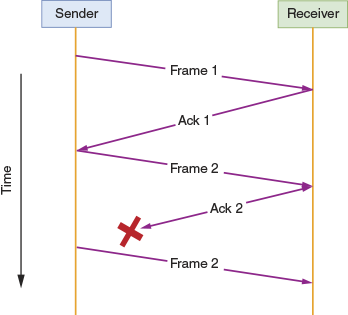 Sender
Receiver
Frame 1
Ack 1
Frame 2
Ack 2
Frame 2
Time